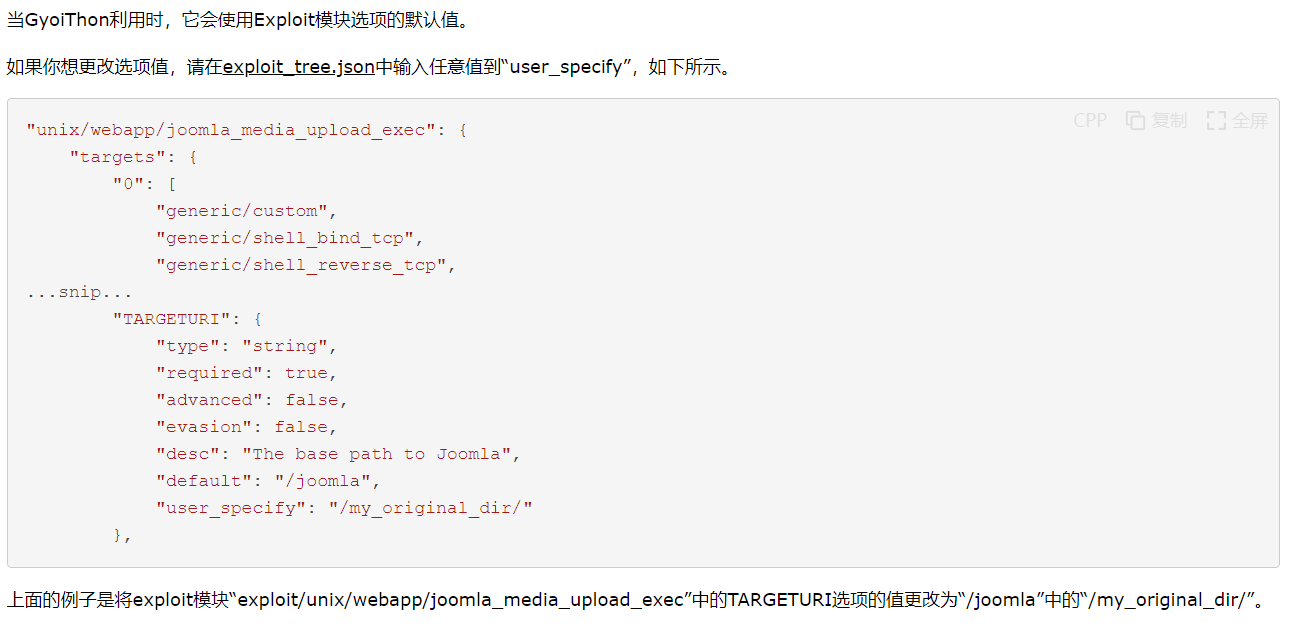 当GyoiThon利用时，它会使用Exploit模块选项的默认值。
如果你想更改选项值，请在exploit_tree.json中输入任意值到“user_specify”，如下所示。
CPP 复制 全屏
"unix/webapp/joomla_media_upload_exec": {
    "targets": {
        "0": [
            "generic/custom",
            "generic/shell_bind_tcp",
            "generic/shell_reverse_tcp",
...snip...
        "TARGETURI": {
            "type": "string",
            "required": true,
            "advanced": false,
            "evasion": false,
            "desc": "The base path to Joomla",
            "default": "/joomla",
            "user_specify": "/my_original_dir/"
        },
上面的例子是将exploit模块“exploit/unix/webapp/joomla_media_upload_exec”中的TARGETURI选项的值更改为“/joomla”中的“/my_original_dir/”。